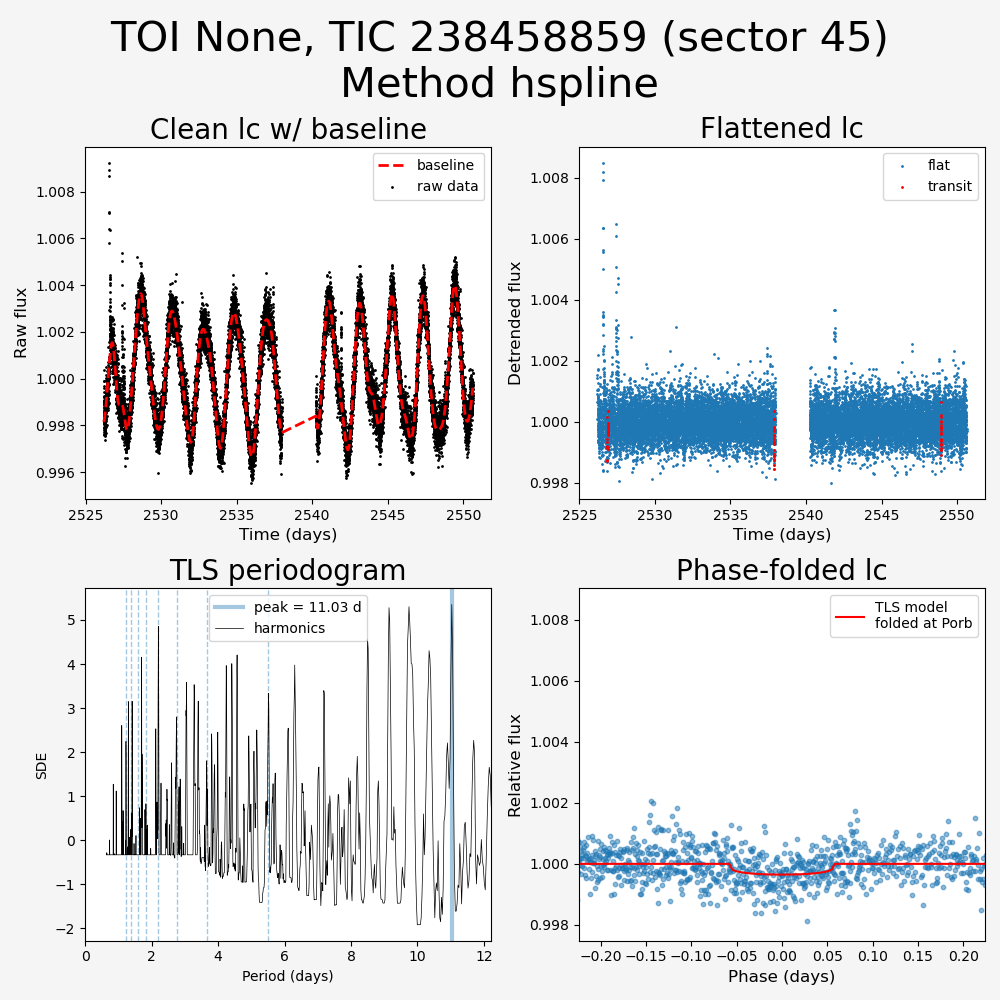 TOI None, TIC 238458859 (sector 45)
Method hspline
Clean lc w/ baseline
baseline
raw data
1.008
1.006
1.004
1.002
1.000
0.998
0.996
Raw flux
2525 2530 2535 2540 2545 2550
Time (days)
Flattened lc
flat
transit
1.008
1.006
1.004
1.002
1.000
0.998
Detrended flux
2525 2530 2535 2540 2545 2550
Time (days)
TLS periodogram
peak = 11.03 d
harmonics
5
4
3
2
1
0
−1
−2
SDE
0 2 4 6 8 10 12
Period (days)
Phase-folded lc
TLS model
folded at Porb
1.008
1.006
1.004
1.002
1.000
0.998
Relative flux
−0.20 −0.15 −0.10 −0.05 0.00 0.05 0.10 0.15 0.20
Phase (days)